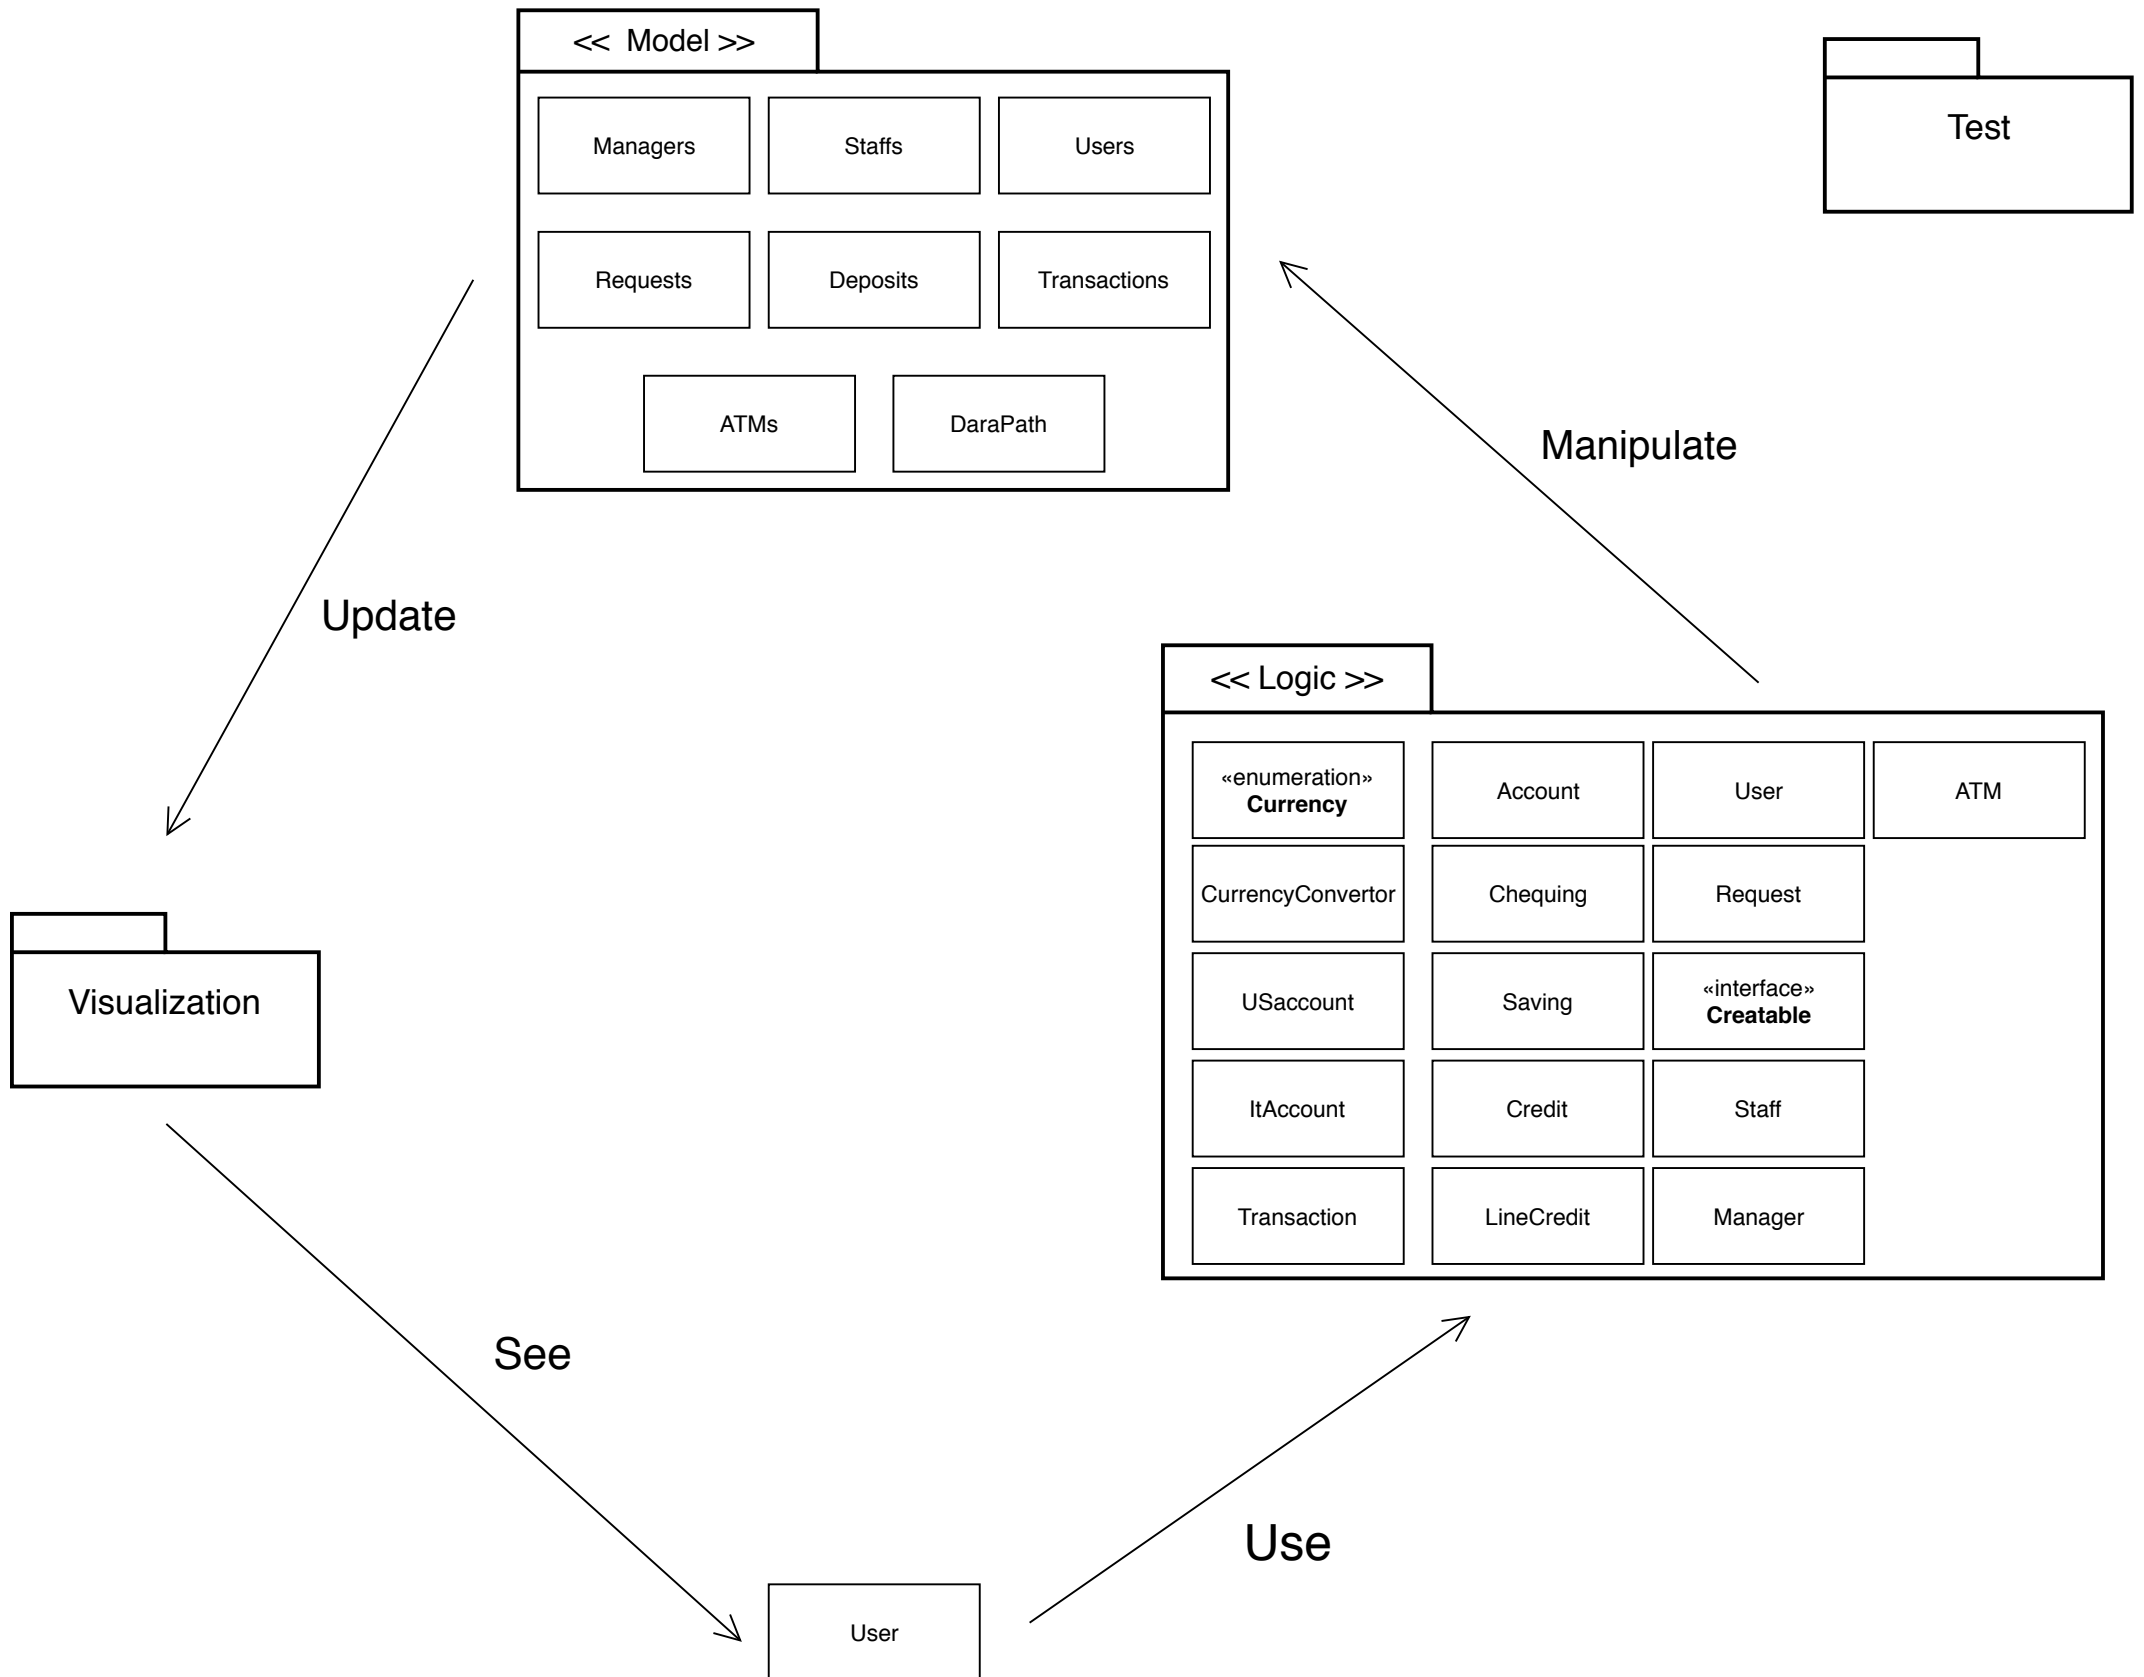 << Model >>
Test
Managers
Staffs
Users
Requests
Deposits
Transactions
ATMs
DaraPath
Manipulate
Update
<< Logic >>
«enumeration»
Currency
Account
User
ATM
CurrencyConvertor
Chequing
Request
USaccount
Saving
«interface»
Creatable
ItAccount
Credit
Staff
Transaction
LineCredit
Manager
Visualization
See
Use
User